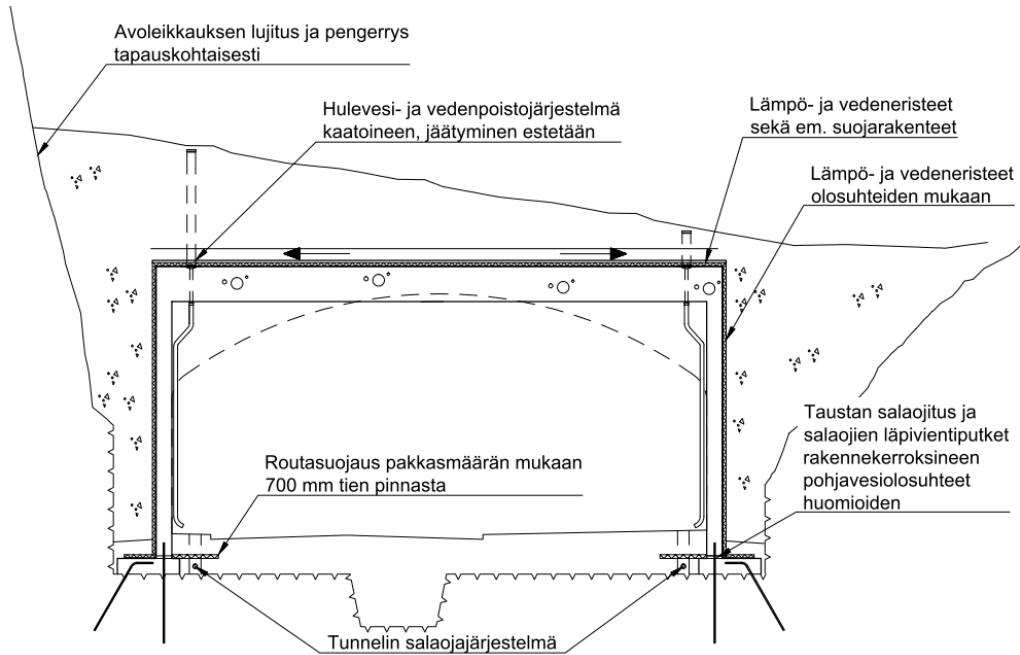 Avoleikkauksen lujitus ja pengerrys
tapauskohtaisesti
Hulevesi- ja vedenpoistojärjestelmä
kaatoineen, jäätyminen estetään
Lämpö- ja vedeneristeet
sekä em. suojarakenteet
Lämpö- ja vedeneristeet
olosuhteiden mukaan
Taustan salaojitus ja
salaojien läpivientiputket
rakennekerroksineen
pohjavesiolosuhteet
huomioiden
Routasuojaus pakkasmäärän mukaan
700 mm tien pinnasta
Tunnelin salaojajärjestelmä